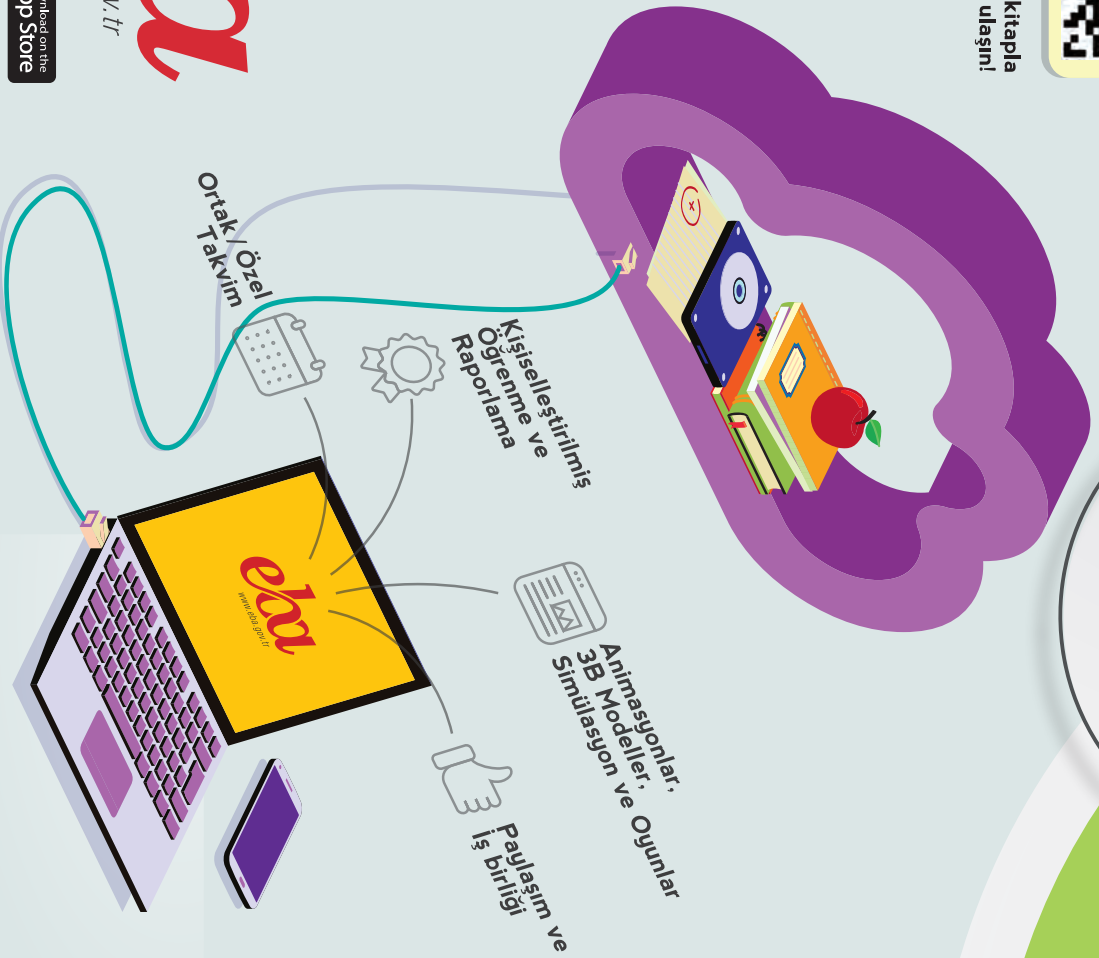 kitapla
ulaşın!
a
v.tr
nload on the
pp Store
Ortak / Özel
Takvim
Kişiselleştirilmiş
Öğrenme ve
Raporlama
Animasyonlar,
3B Modeller,
Simülasyon ve Oyunlar
Paylaşım ve
İş birliği
eba
www.eba.gov.tr